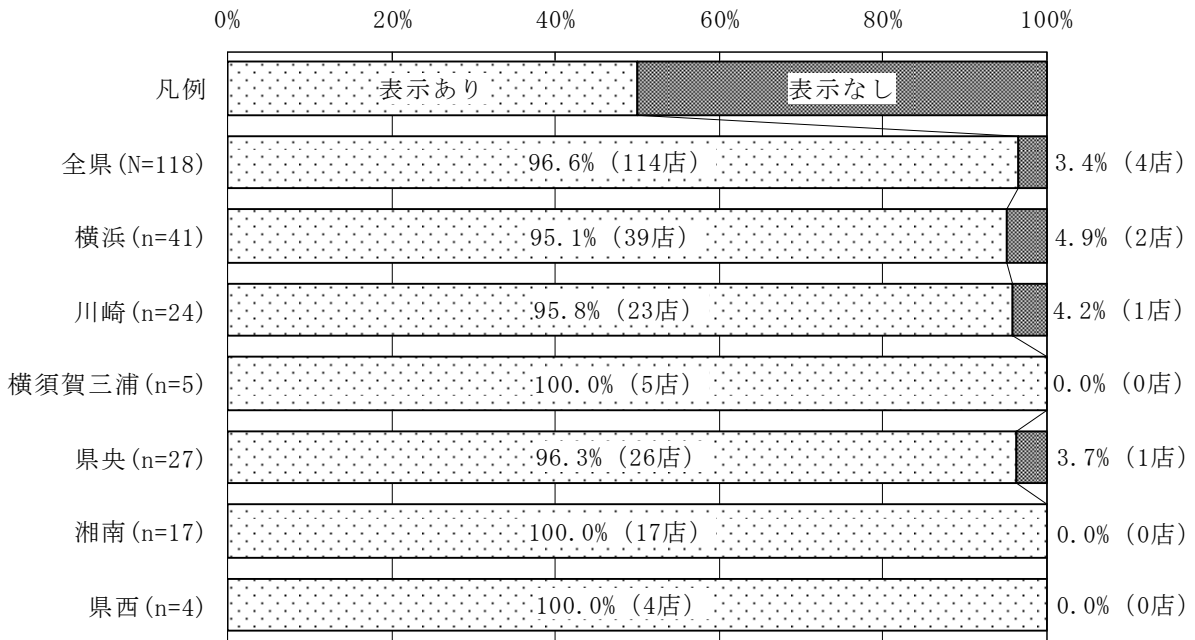 0% 20% 40% 60% 80% 100%
凡例 表示あり 表示なし
全県(N=118) 96.6% (114店) 3.4% (4店)
横浜(n=41) 95.1% (39店) 4.9% (2店)
川崎(n=24) 95.8% (23店) 4.2% (1店)
横須賀三浦(n=5) 100.0% (5店) 0.0% (0店)
県央(n=27) 96.3% (26店) 3.7% (1店)
湘南(n=17) 100.0% (17店) 0.0% (0店)
県西(n=4) 100.0% (4店) 0.0% (0店)